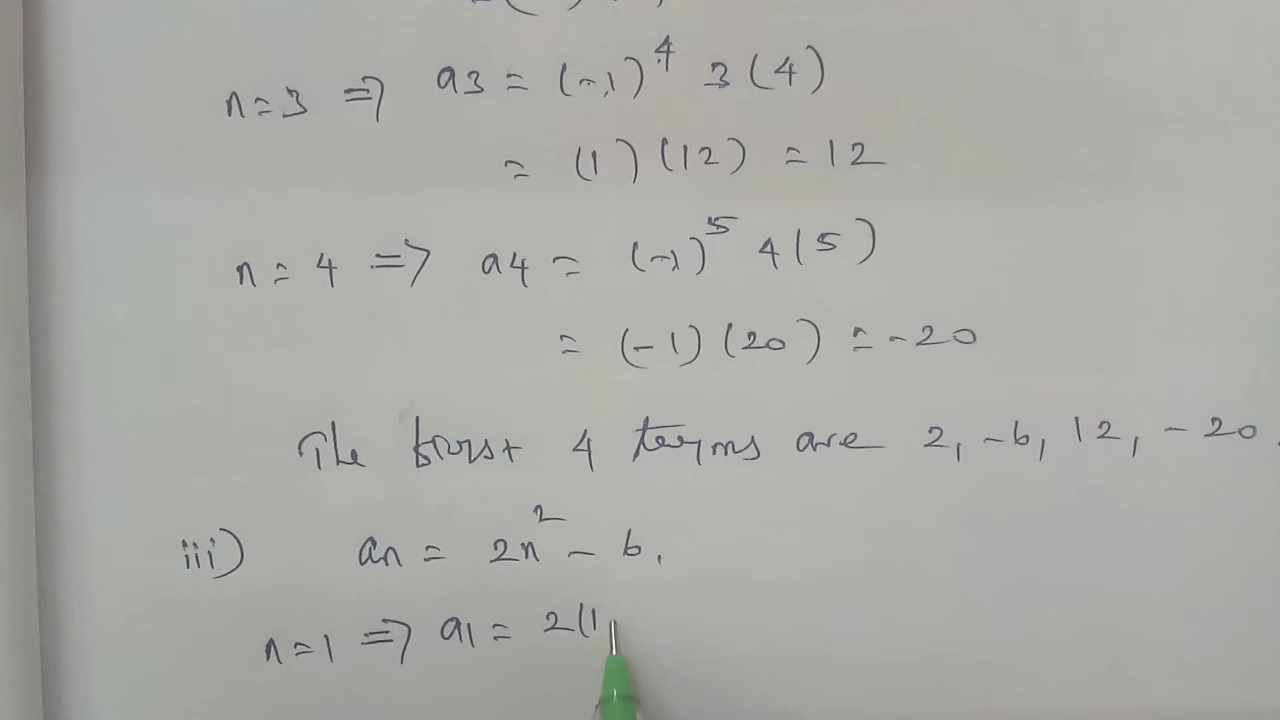 n=3 => a3 = (-1)^4 3(4)
= (1)(12) = 12
n=4 => a4 = (-1)^5 4(5)
= (-1)(20) = -20
The first 4 terms are 2, -6, 12, -20.
iii) an = 2n^2 - 6.
n=1 => a1 = 2(1